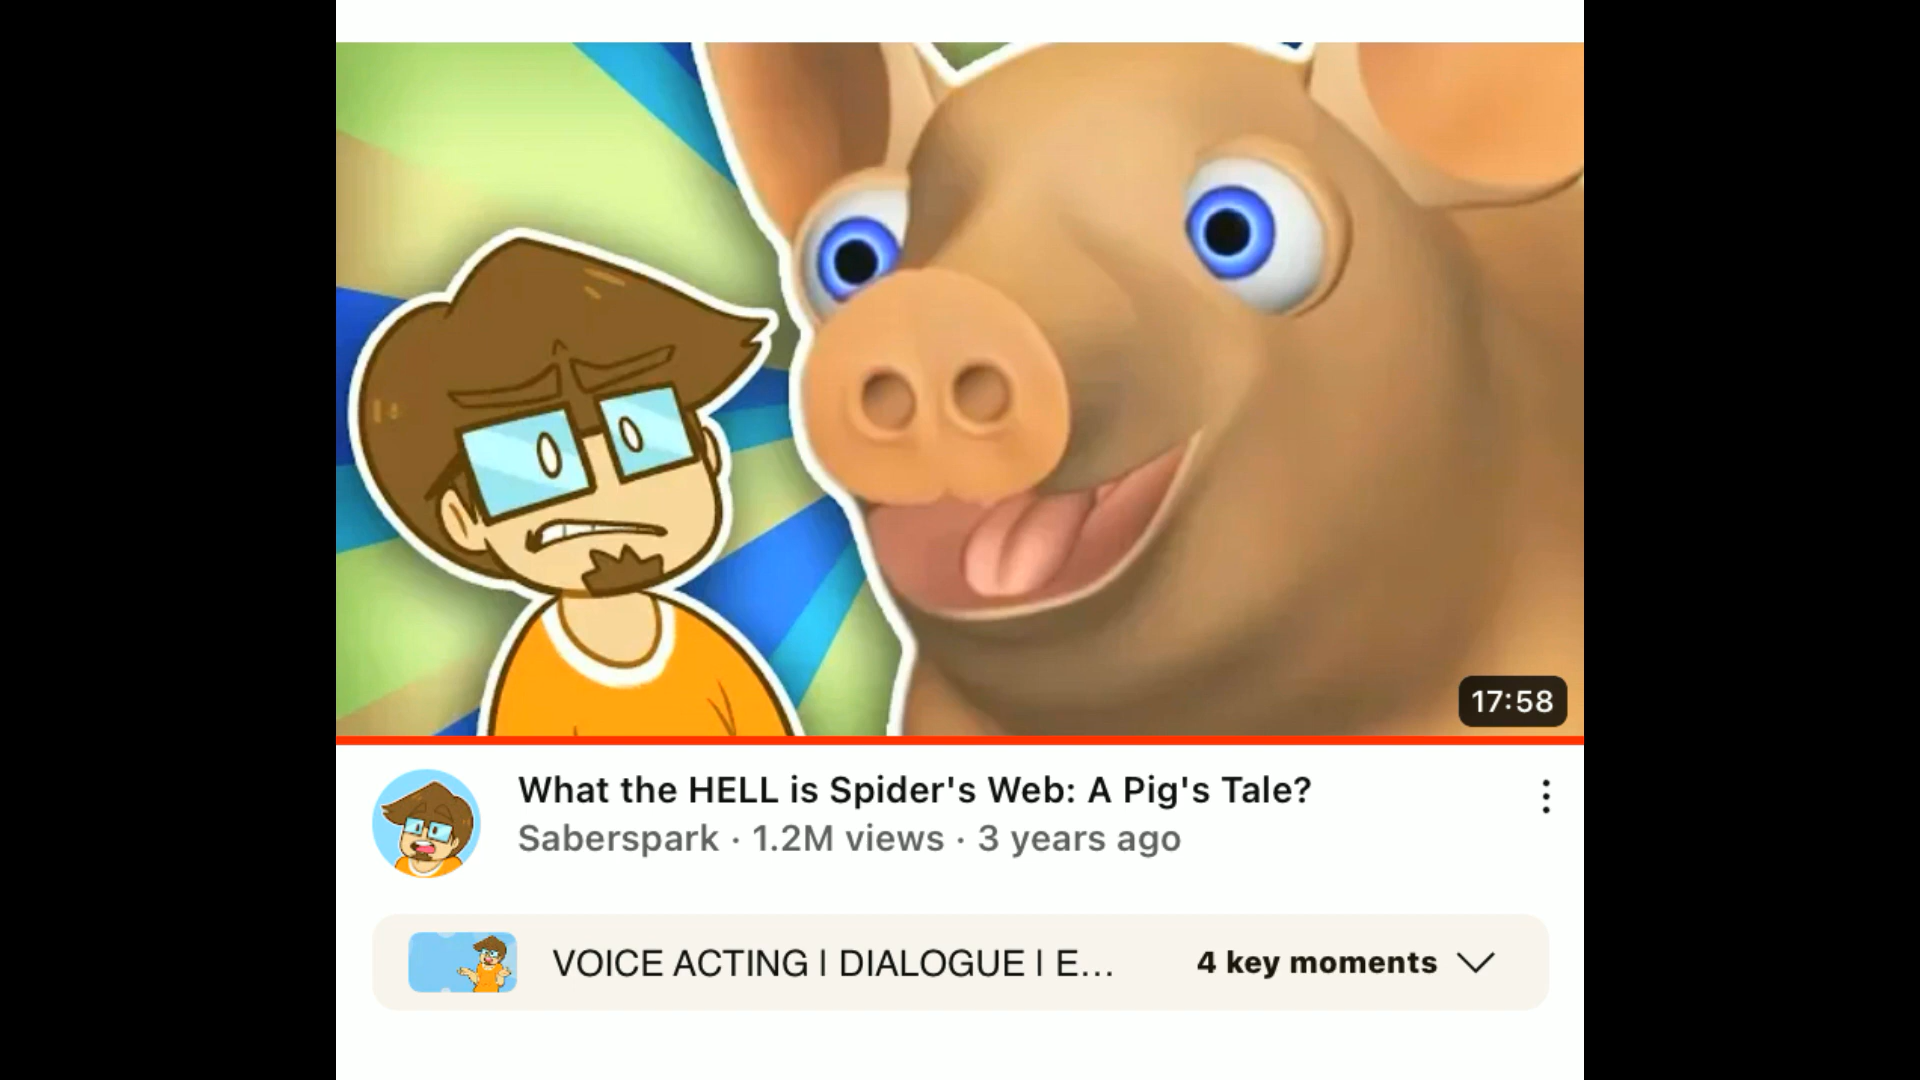 17:58
What the HELL is Spider's Web: A Pig's Tale?
Saberspark · 1.2M views · 3 years ago
VOICE ACTING | DIALOGUE | E... 4 key moments